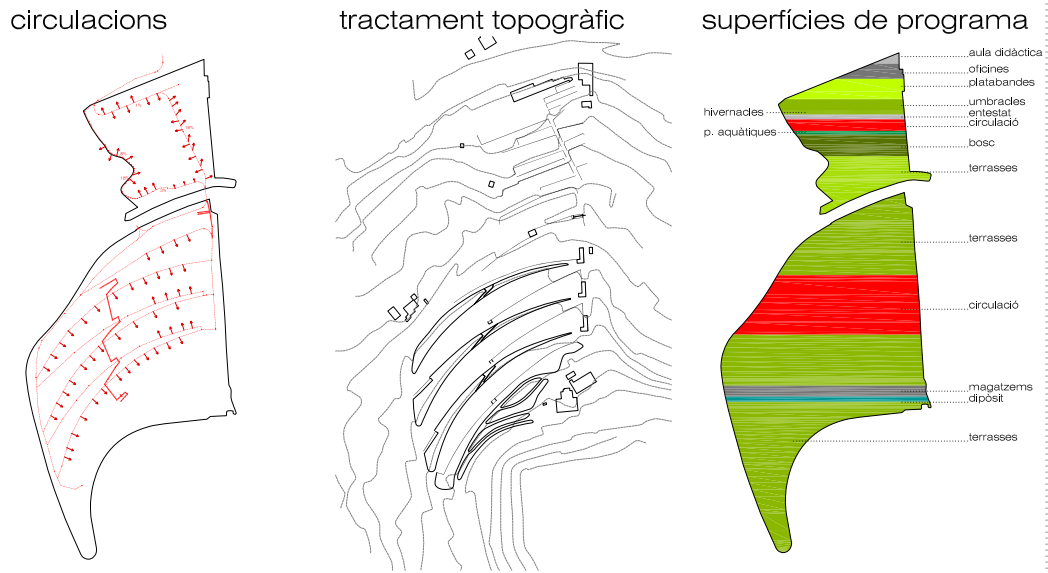 circulacions
tractament topogràfic
superfícies de programa
aula didàctica
oficines
platabandes
umbracles
hivernacles
entestat
circulació
p. aquàtiques
bosc
terrasses
terrasses
circulació
magatzems
dipòsit
terrasses